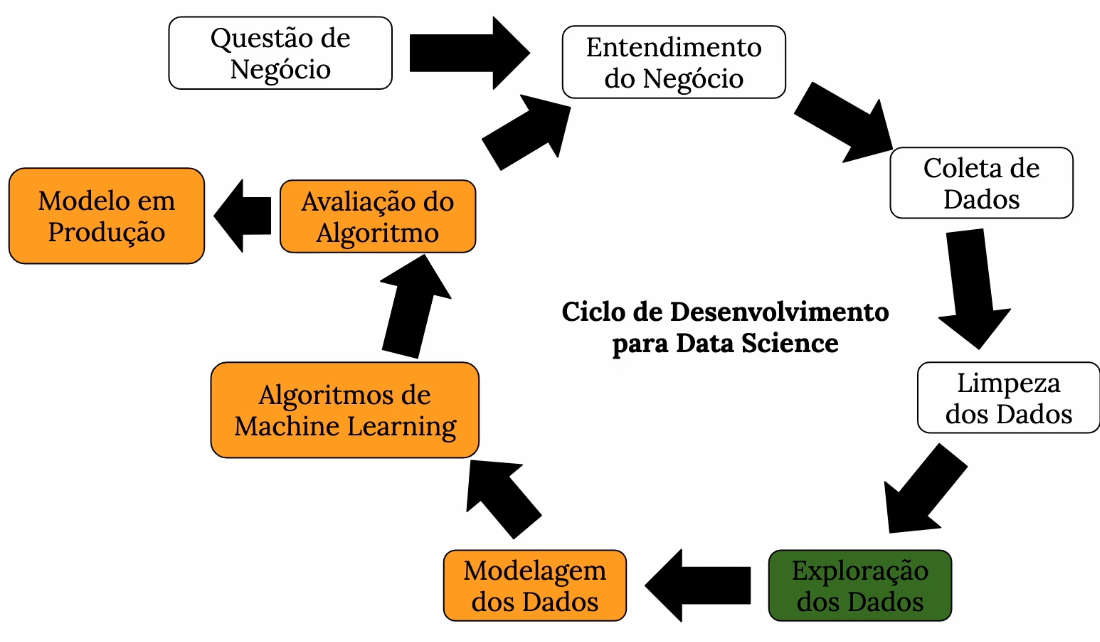 Questão de
Negócio
Entendimento
do Negócio
Coleta de
Dados
Modelo em
Produção
Avaliação do
Algoritmo
Ciclo de Desenvolvimento
para Data Science
Algoritmos de
Machine Learning
Limpeza
dos Dados
Modelagem
dos Dados
Exploração
dos Dados